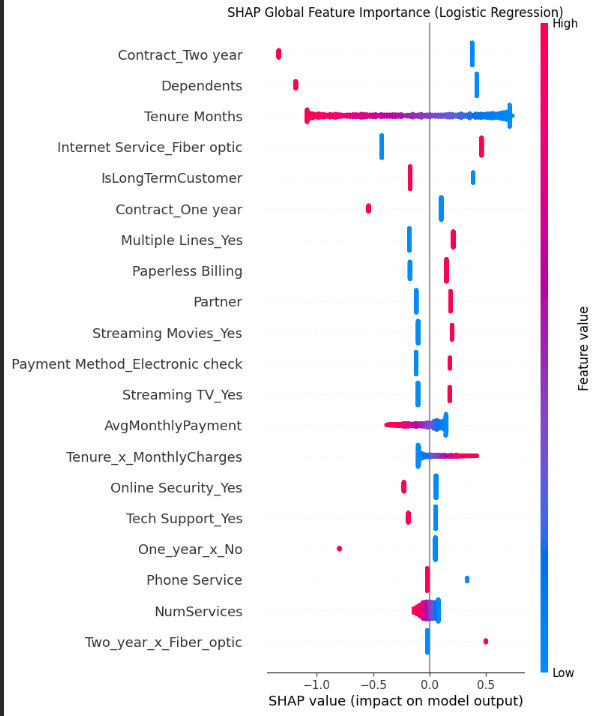 SHAP Global Feature Importance (Logistic Regression)
High
Contract_Two year
Dependents
Tenure Months
Internet Service_Fiber optic
IsLongTermCustomer
Contract_One year
Multiple Lines_Yes
Paperless Billing
Partner
Streaming Movies_Yes
Payment Method_Electronic check
Streaming TV_Yes
AvgMonthlyPayment
Tenure_x_MonthlyCharges
Online Security_Yes
Tech Support_Yes
One_year_x_No
Phone Service
NumServices
Two_year_x_Fiber_optic
Feature value
Low
−1.0 −0.5 0.0 0.5
SHAP value (impact on model output)